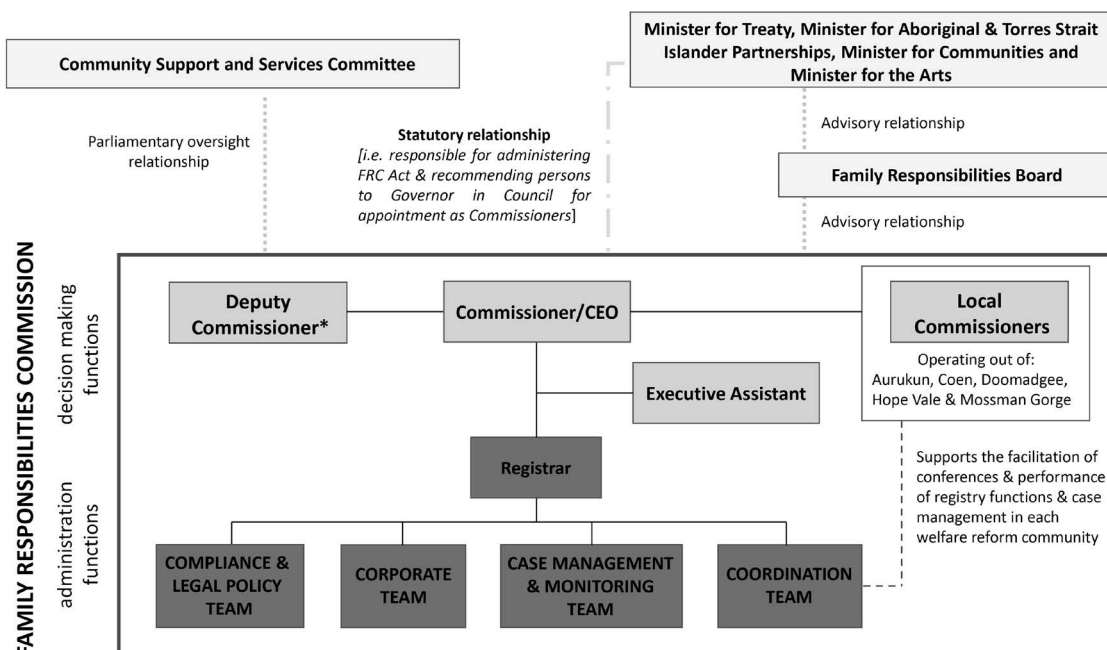 Community Support and Services Committee
Minister for Treaty, Minister for Aboriginal & Torres Strait
Islander Partnerships, Minister for Communities and
Minister for the Arts
Parliamentary oversight
relationship
Statutory relationship
[i.e. responsible for administering
FRC Act & recommending persons
to Governor in Council for
appointment as Commissioners]
Advisory relationship
Family Responsibilities Board
Advisory relationship
FAMILY RESPONSIBILITIES COMMISSION
decision making
functions
Deputy
Commissioner*
Commissioner/CEO
Local
Commissioners
Operating out of:
Aurukun, Coen, Doomadgee,
Hope Vale & Mossman Gorge
Executive Assistant
administration
functions
Registrar
Supports the facilitation of
conferences & performance
of registry functions & case
management in each
welfare reform community
COMPLIANCE &
LEGAL POLICY
TEAM
CORPORATE
TEAM
CASE MANAGEMENT
& MONITORING
TEAM
COORDINATION
TEAM